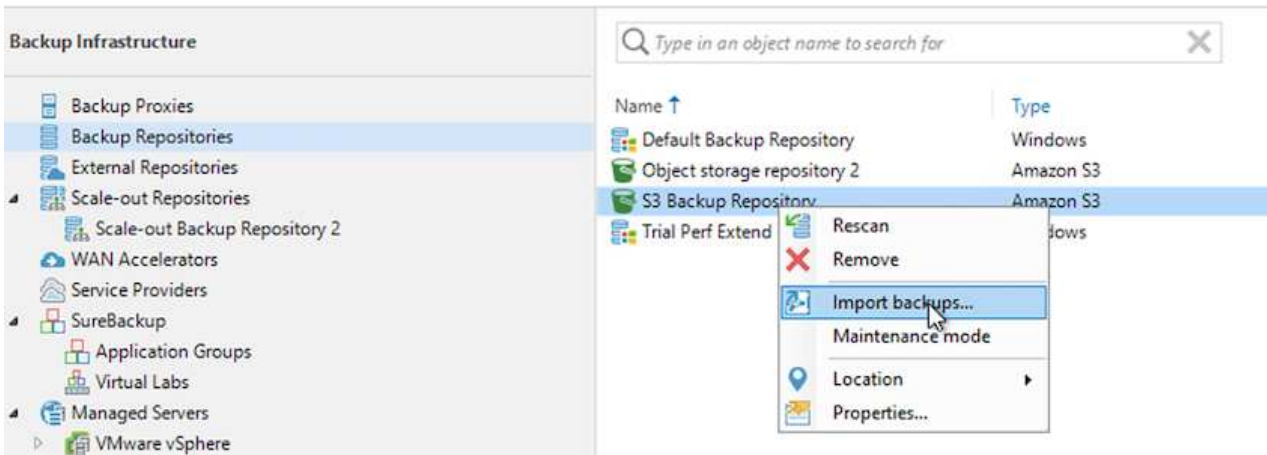 Backup Infrastructure
Backup Proxies
Backup Repositories
External Repositories
Scale-out Repositories
Scale-out Backup Repository 2
WAN Accelerators
Service Providers
SureBackup
Application Groups
Virtual Labs
Managed Servers
VMware vSphere
Type in an object name to search for
Name Type
Default Backup Repository Windows
Object storage repository 2 Amazon S3
S3 Backup Repository Amazon S3
Trial Perf Extend dows
Rescan
Remove
Import backups...
Maintenance mode
Location
Properties...